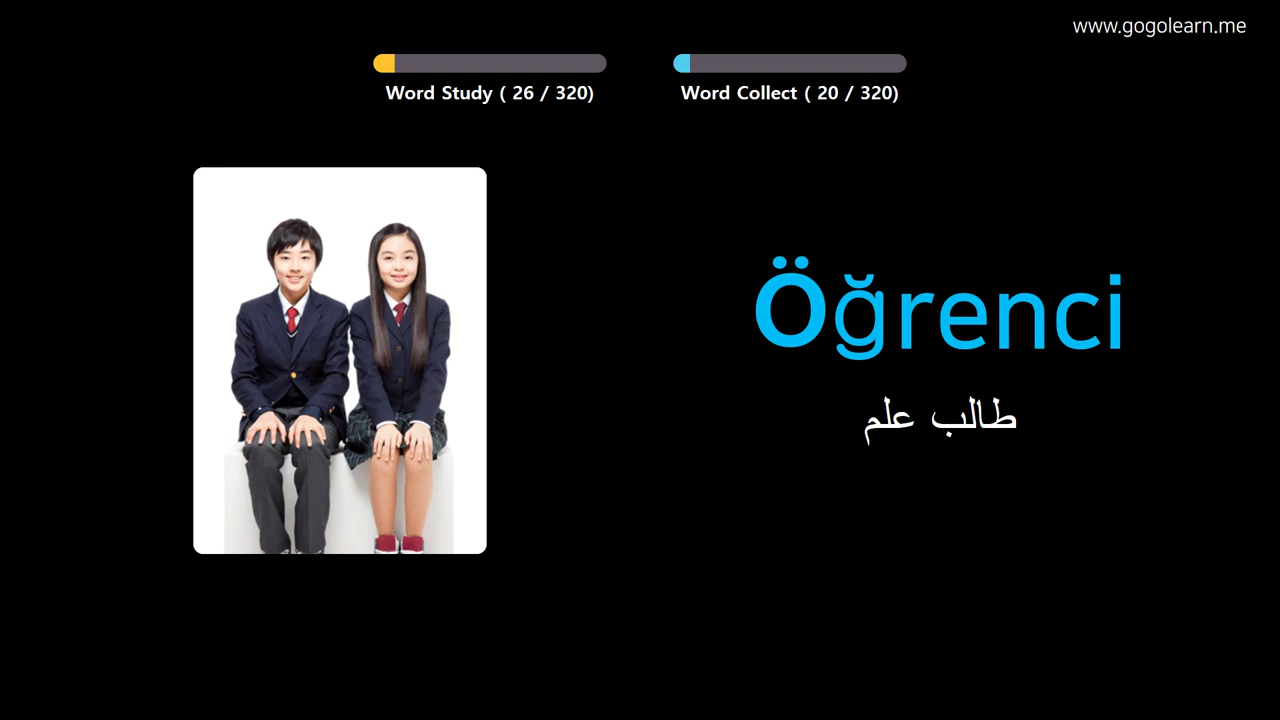 www.gogolearn.me
Word Study ( 26 / 320)
Word Collect ( 20 / 320)
Öğrenci
طالب علم